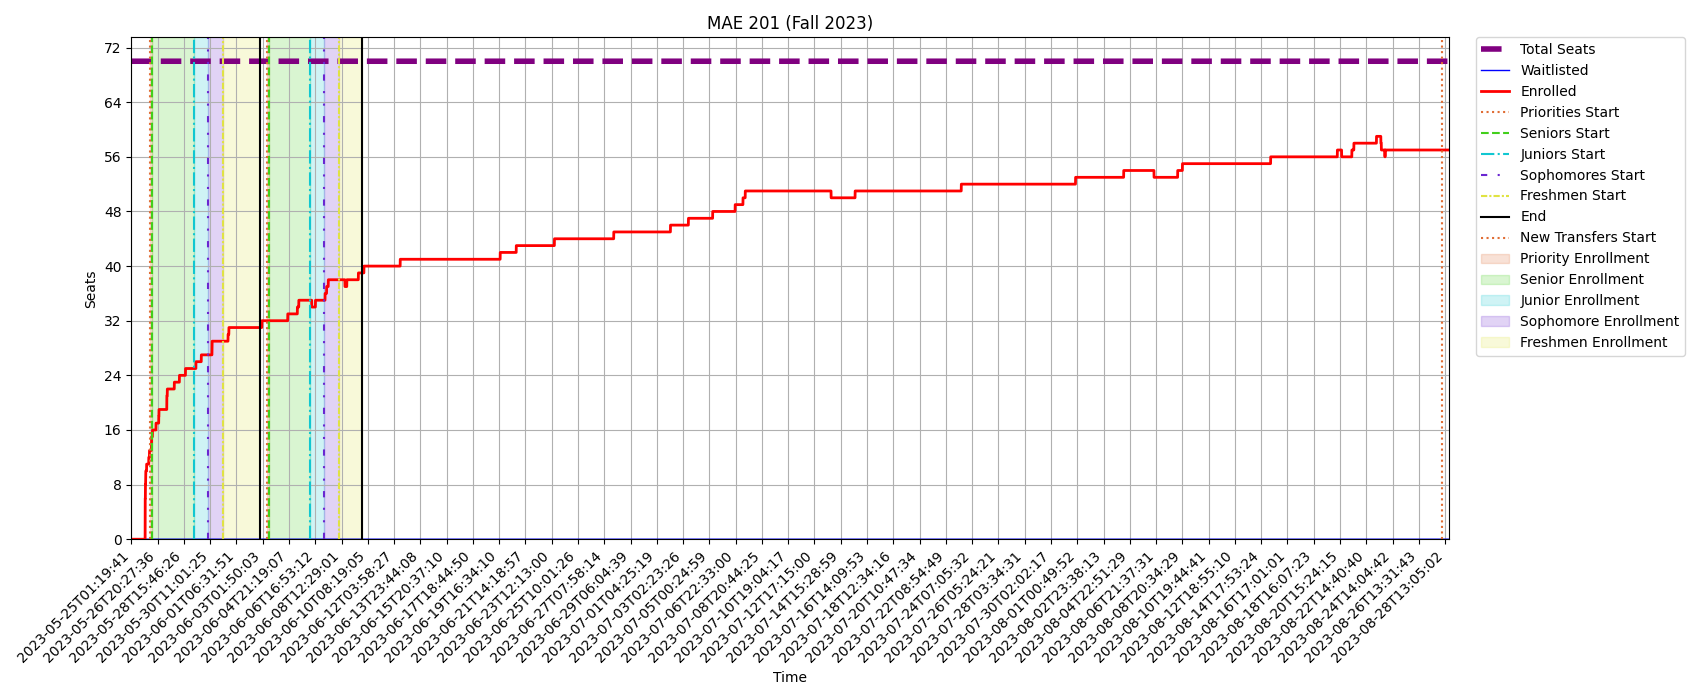 MAE 201 (Fall 2023)
72
64
56
48
40
32
24
16
8
0
Seats
2023-05-25T01:19:41
2023-05-26T20:27:36
2023-05-28T15:46:26
2023-05-30T11:01:25
2023-06-01T06:31:51
2023-06-03T01:50:03
2023-06-04T21:19:07
2023-06-06T16:53:12
2023-06-08T12:29:01
2023-06-10T08:19:05
2023-06-12T03:58:27
2023-06-13T23:44:08
2023-06-15T20:37:10
2023-06-17T18:44:50
2023-06-19T16:34:10
2023-06-21T14:18:57
2023-06-23T12:13:00
2023-06-25T10:01:26
2023-06-27T07:58:14
2023-06-29T06:04:39
2023-07-01T04:25:19
2023-07-03T02:23:26
2023-07-05T00:24:59
2023-07-06T22:33:00
2023-07-08T20:44:25
2023-07-10T19:04:17
2023-07-12T17:15:00
2023-07-14T15:28:59
2023-07-16T14:09:53
2023-07-18T12:34:16
2023-07-20T10:47:34
2023-07-22T08:54:49
2023-07-24T07:05:32
2023-07-26T05:24:21
2023-07-28T03:34:31
2023-07-30T02:02:17
2023-08-01T00:49:52
2023-08-02T23:38:13
2023-08-04T22:51:29
2023-08-06T21:37:31
2023-08-08T20:34:29
2023-08-10T19:44:41
2023-08-12T18:55:10
2023-08-14T17:53:24
2023-08-16T17:01:01
2023-08-18T16:07:23
2023-08-20T15:24:15
2023-08-22T14:40:40
2023-08-24T14:04:42
2023-08-26T13:31:43
2023-08-28T13:05:02
Time
Total Seats
Waitlisted
Enrolled
Priorities Start
Seniors Start
Juniors Start
Sophomores Start
Freshmen Start
End
New Transfers Start
Priority Enrollment
Senior Enrollment
Junior Enrollment
Sophomore Enrollment
Freshmen Enrollment